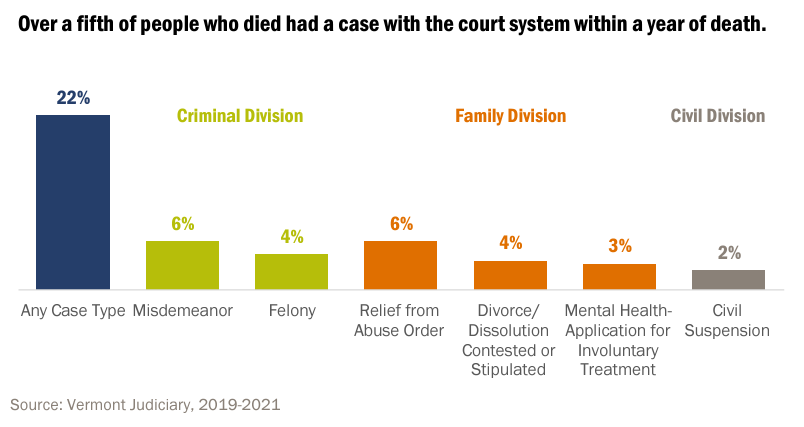 Over a fifth of people who died had a case with the court system within a year of death.
22%
Criminal Division
Family Division
Civil Division
6%
4%
6%
4%
3%
2%
Any Case Type
Misdemeanor
Felony
Relief from
Abuse Order
Divorce/
Dissolution
Contested or
Stipulated
Mental Health-
Application for
Involuntary
Treatment
Civil
Suspension
Source: Vermont Judiciary, 2019-2021